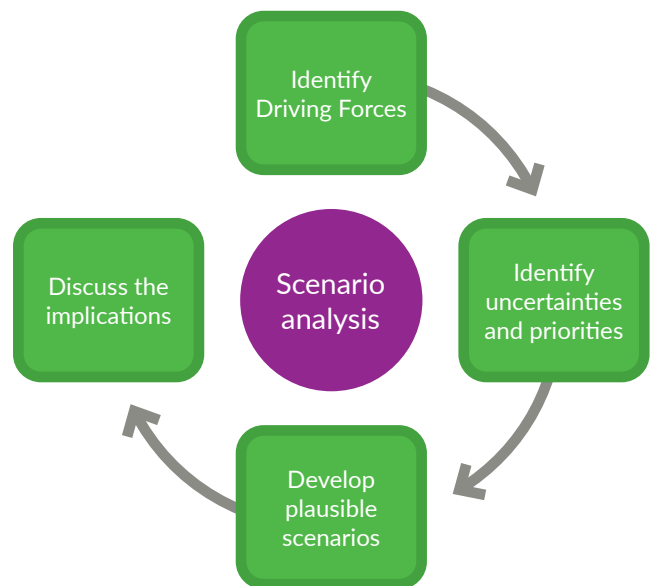 Identify
Driving Forces
Identify
uncertainties
and priorities
Develop
plausible
scenarios
Discuss the
implications
Scenario
analysis